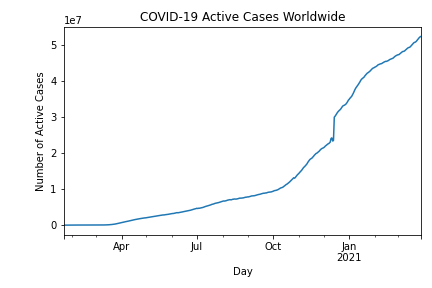 COVID-19 Active Cases Worldwide
1e7
5
4
3
2
1
0
Number of Active Cases
Apr
Jul
Oct
Jan
2021
Day